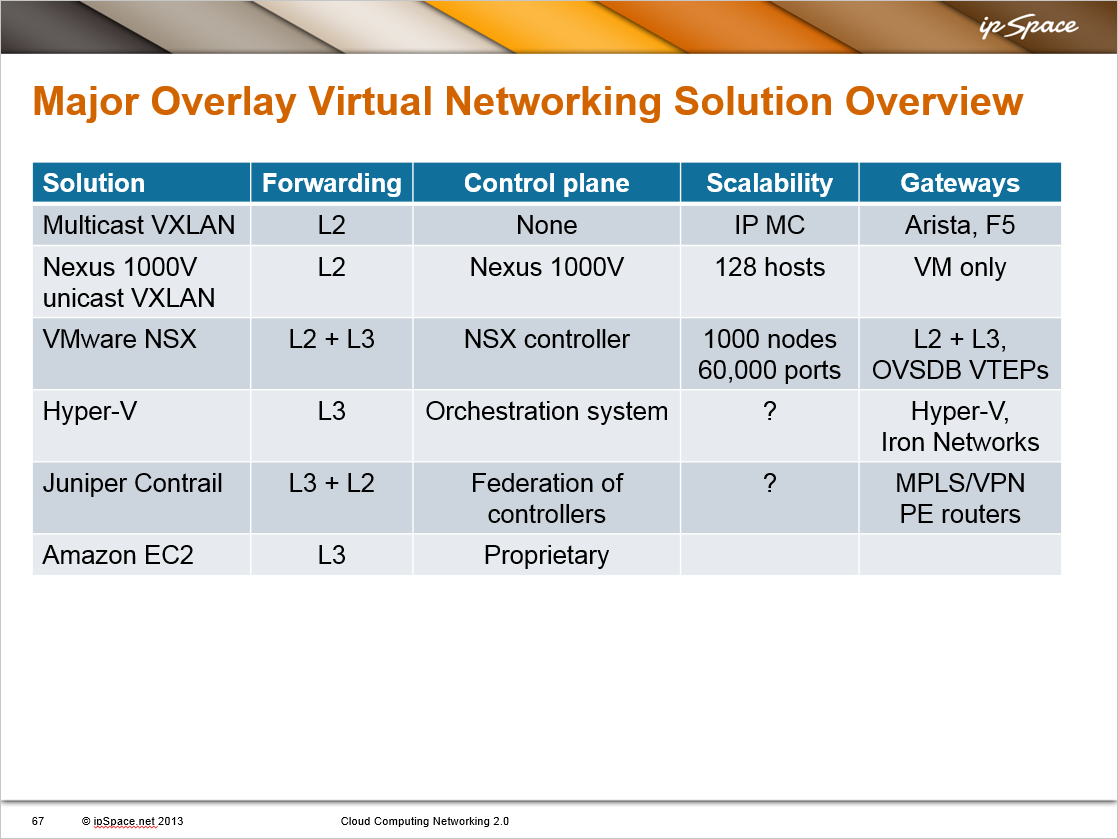 ipSpace
Major Overlay Virtual Networking Solution Overview
Solution Forwarding Control plane Scalability Gateways
Multicast VXLAN L2 None IP MC Arista, F5
Nexus 1000V L2 Nexus 1000V 128 hosts VM only
unicast VXLAN
VMware NSX L2 + L3 NSX controller 1000 nodes L2 + L3,
60,000 ports OVSDB VTEPs
Hyper-V L3 Orchestration system ? Hyper-V,
Iron Networks
Juniper Contrail L3 + L2 Federation of ? MPLS/VPN
controllers PE routers
Amazon EC2 L3 Proprietary
67 © ipSpace.net 2013 Cloud Computing Networking 2.0